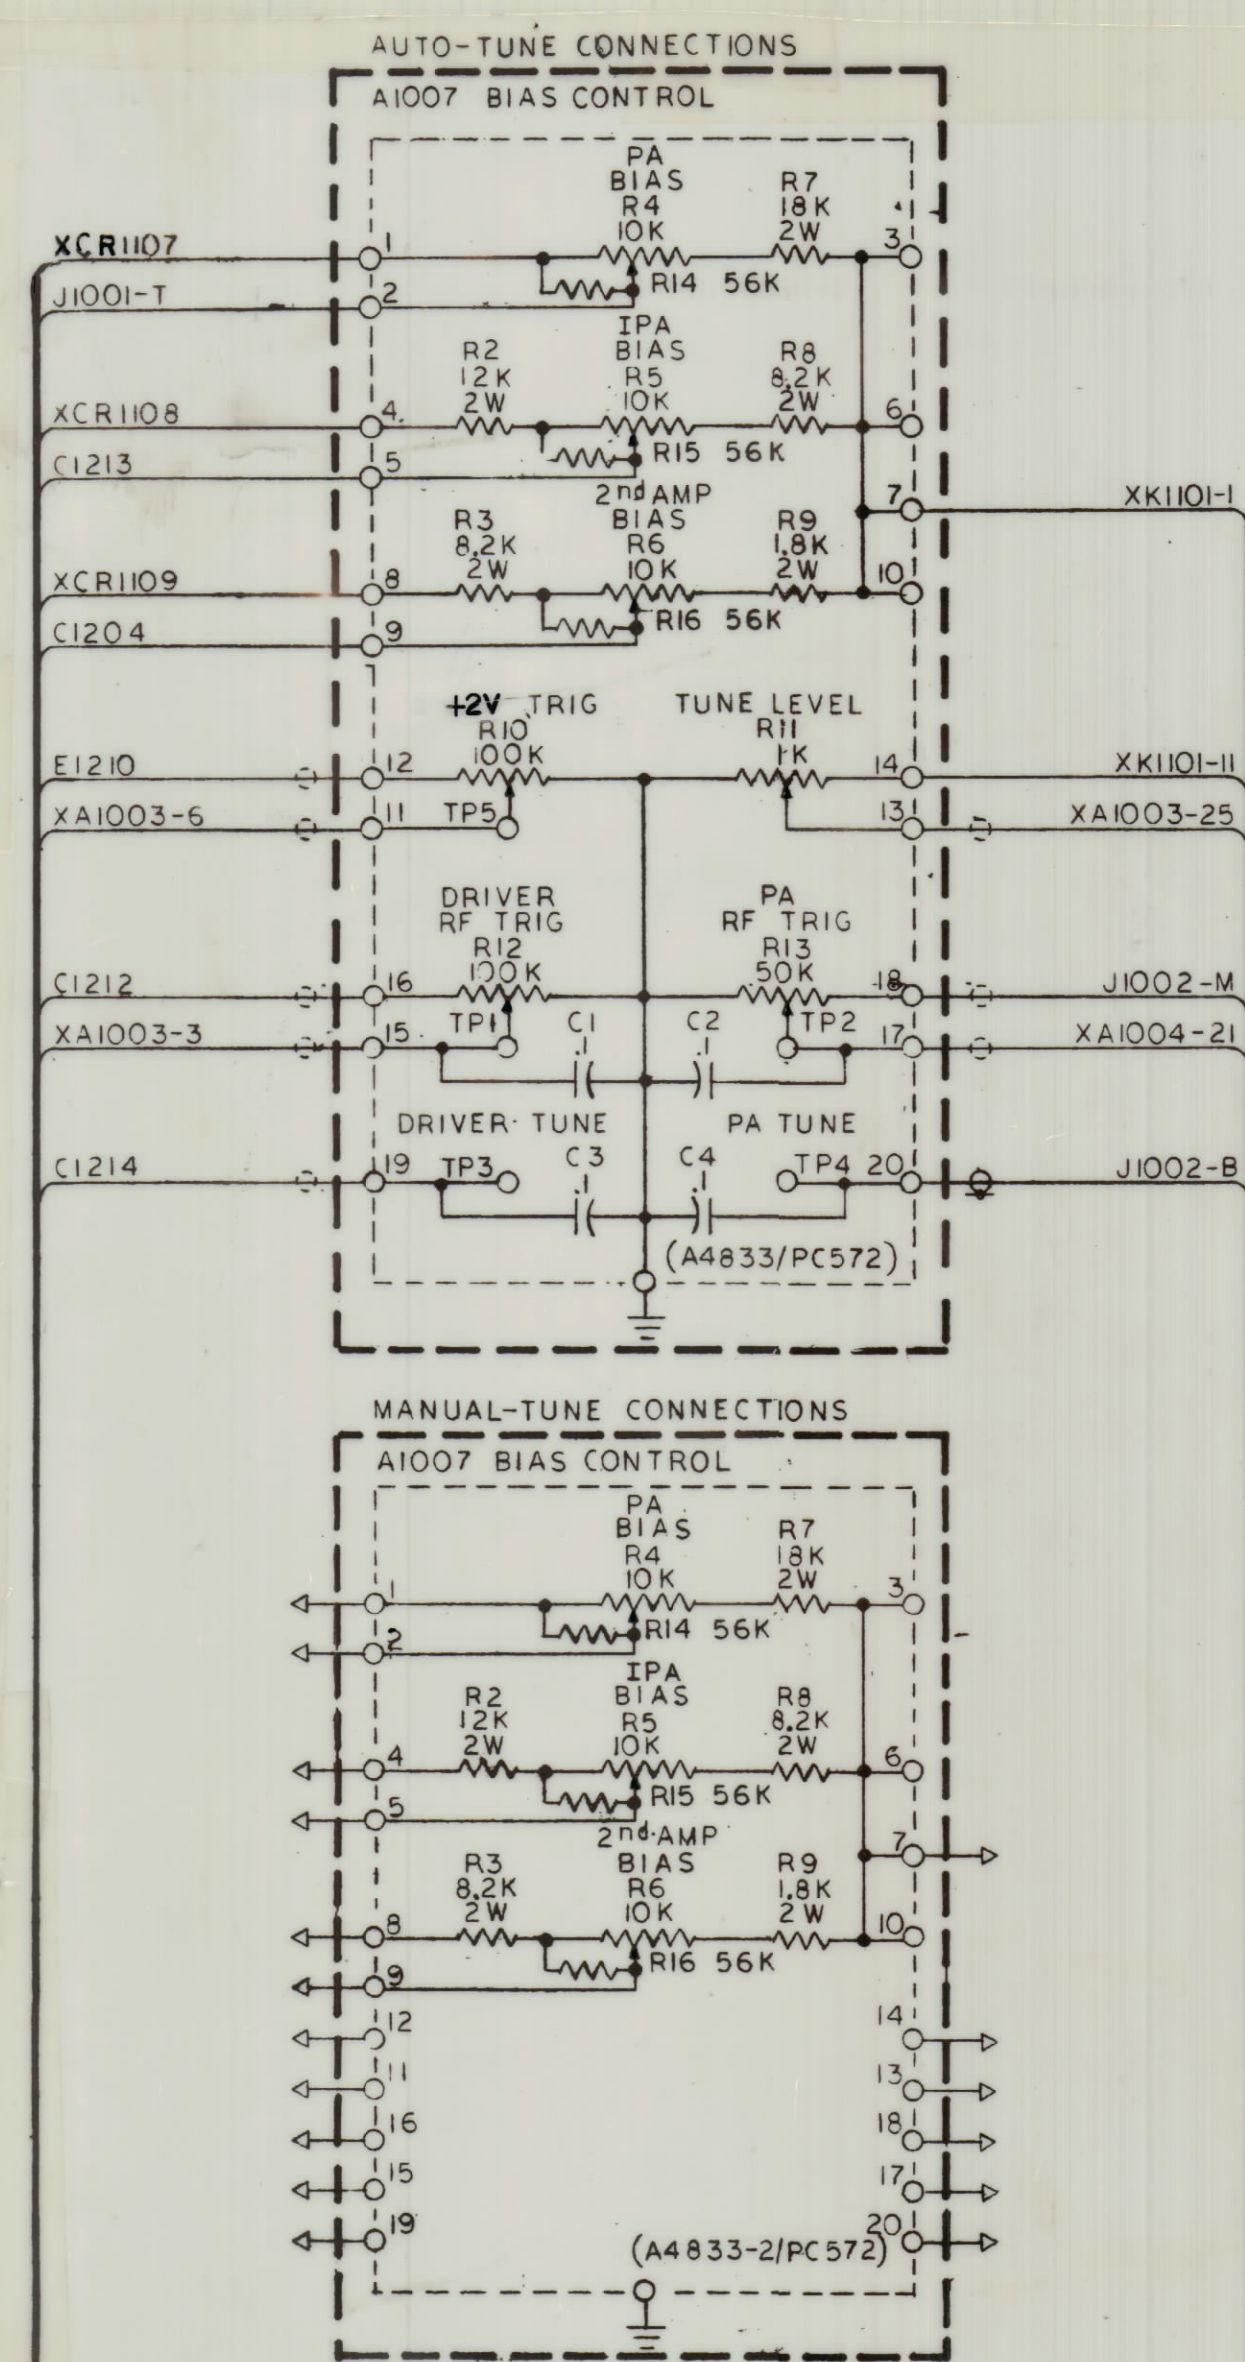 AUTO-TUNE CONNECTIONS
A1007 BIAS CONTROL
PA
BIAS
R4
10K
R7
18K
2W
XCR1107
1
3
R14 56K
J1001-T
2
IPA
BIAS
R5
10K
R2
12K
2W
R8
8.2K
2W
XCR1108
4
6
R15 56K
C1213
5
2nd AMP
BIAS
R6
10K
7
XK1101-1
R3
8.2K
2W
R9
1.8K
2W
XCR1109
8
10
R16 56K
C1204
9
+2V TRIG
R10
100K
TUNE LEVEL
R11
1K
E1210
12
14
XK1101-11
XA1003-6
11
TP5
13
XA1003-25
DRIVER
RF TRIG
R12
100K
PA
RF TRIG
R13
50K
C1212
16
18
J1002-M
XA1003-3
15
TP1
C1
.1
C2
.1
TP2
17
XA1004-21
DRIVER TUNE
PA TUNE
C1214
19
TP3
C3
.1
C4
.1
TP4
20
J1002-B
(A4833/PC572)
MANUAL-TUNE CONNECTIONS
A1007 BIAS CONTROL
PA
BIAS
R4
10K
R7
18K
2W
1
3
R14 56K
2
IPA
BIAS
R5
10K
R2
12K
2W
R8
8.2K
2W
4
6
R15 56K
5
2nd AMP
BIAS
R6
10K
7
R3
8.2K
2W
R9
1.8K
2W
8
10
R16 56K
9
12
14
11
13
16
18
15
17
19
20
(A4833-2/PC572)